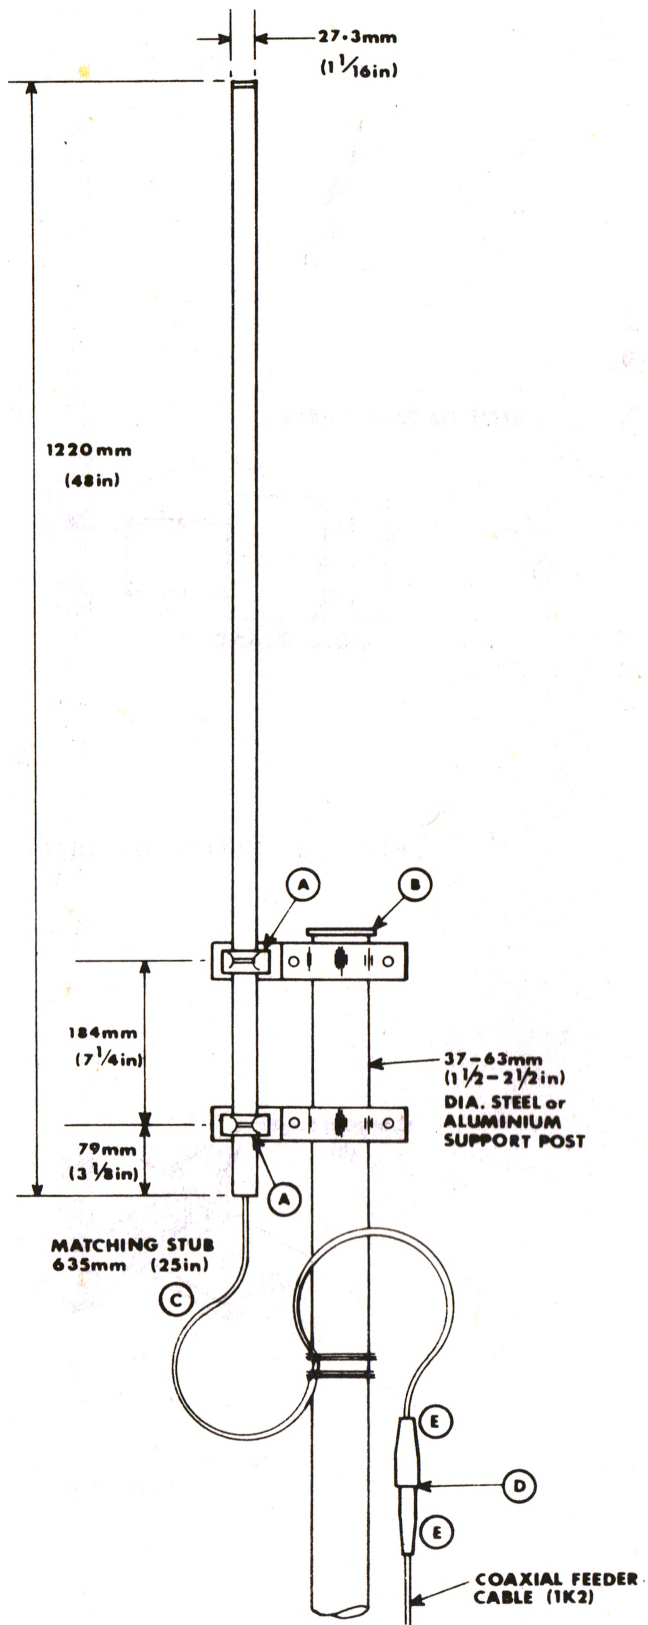 27·3mm
(1 1/16in)
1220mm
(48in)
A
B
184mm
(7 1/4in)
37-63mm
(1 1/2-2 1/2in)
DIA. STEEL or
ALUMINIUM
SUPPORT POST
79mm
(3 1/8in)
A
MATCHING STUB
635mm (25in)
C
E
D
E
COAXIAL FEEDER
CABLE (1K2)